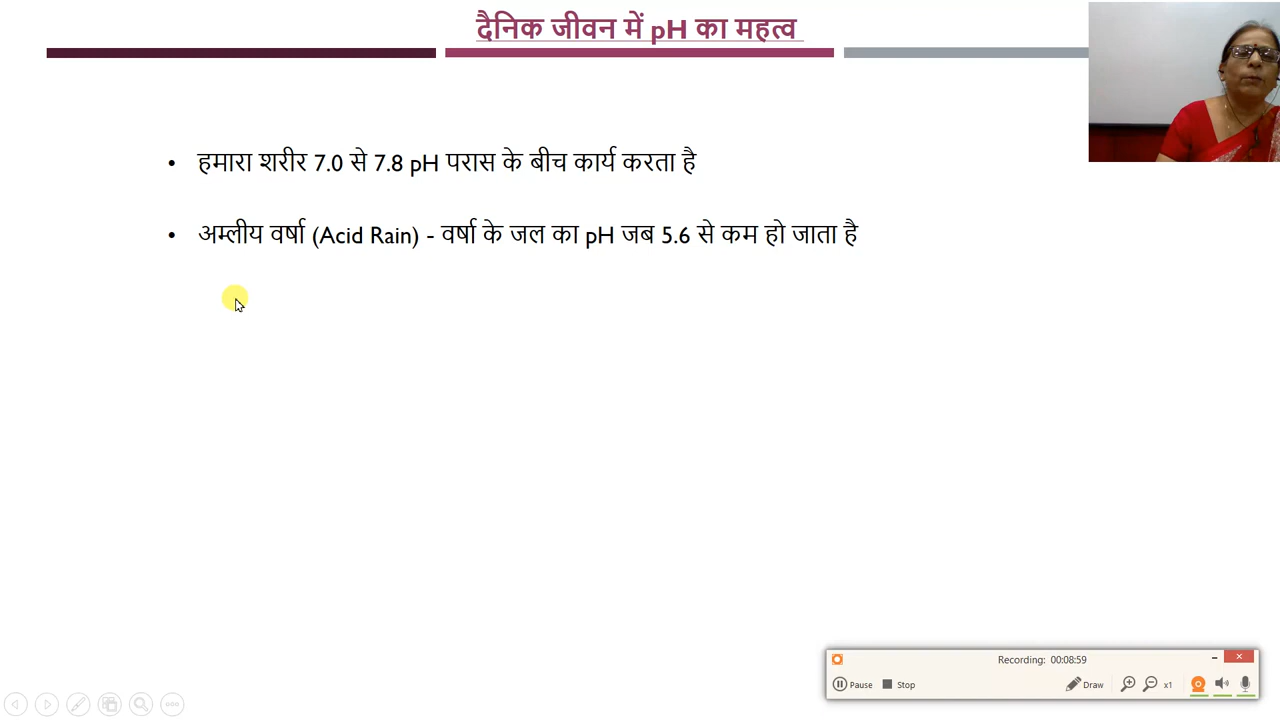 दैनिक जीवन में pH का महत्व
• हमारा शरीर 7.0 से 7.8 pH परास के बीच कार्य करता है
• अम्लीय वर्षा (Acid Rain) - वर्षा के जल का pH जब 5.6 से कम हो जाता है
Recording: 00:08:59
Pause Stop Draw x1